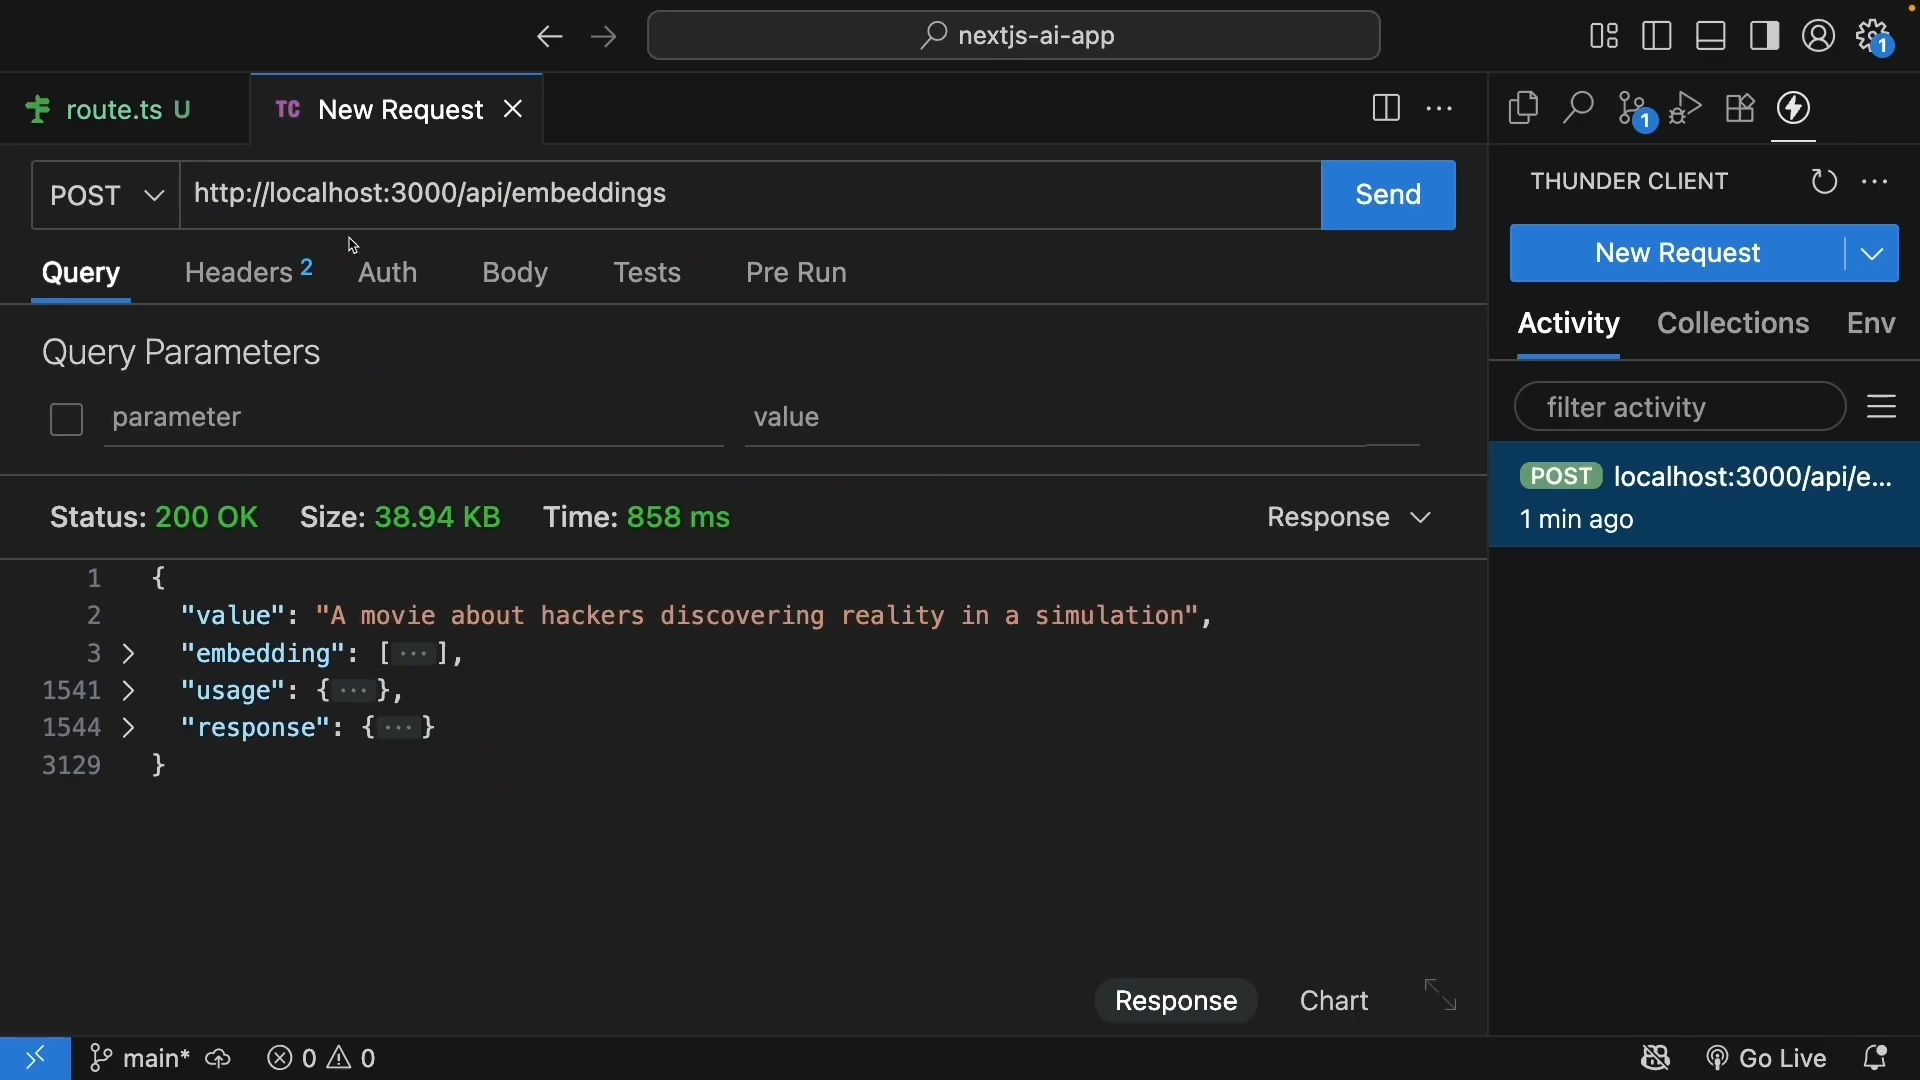 nextjs-ai-app
1
route.ts U
TC New Request
1
POST
http://localhost:3000/api/embeddings
Send
THUNDER CLIENT
New Request
Query
Headers 2
Auth
Body
Tests
Pre Run
Activity
Collections
Env
Query Parameters
parameter
value
filter activity
POST localhost:3000/api/e...
1 min ago
Status: 200 OK
Size: 38.94 KB
Time: 858 ms
Response
1 {
2 "value": "A movie about hackers discovering reality in a simulation",
3 "embedding": [···],
1541 "usage": {···},
1544 "response": {···}
3129 }
Response
Chart
main*
0
0
Go Live